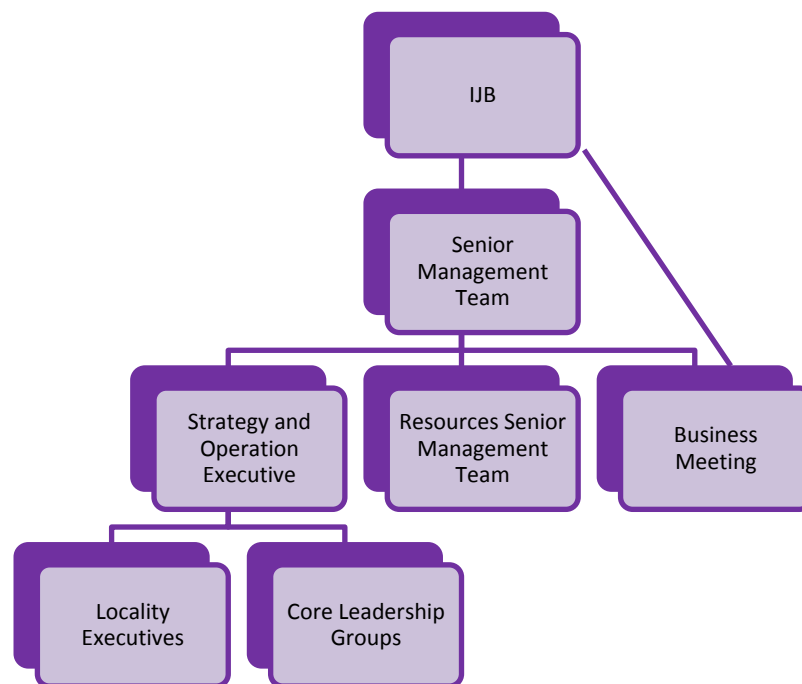 IJB
Senior
Management
Team
Strategy and
Operation
Executive
Resources Senior
Management
Team
Business
Meeting
Locality
Executives
Core Leadership
Groups